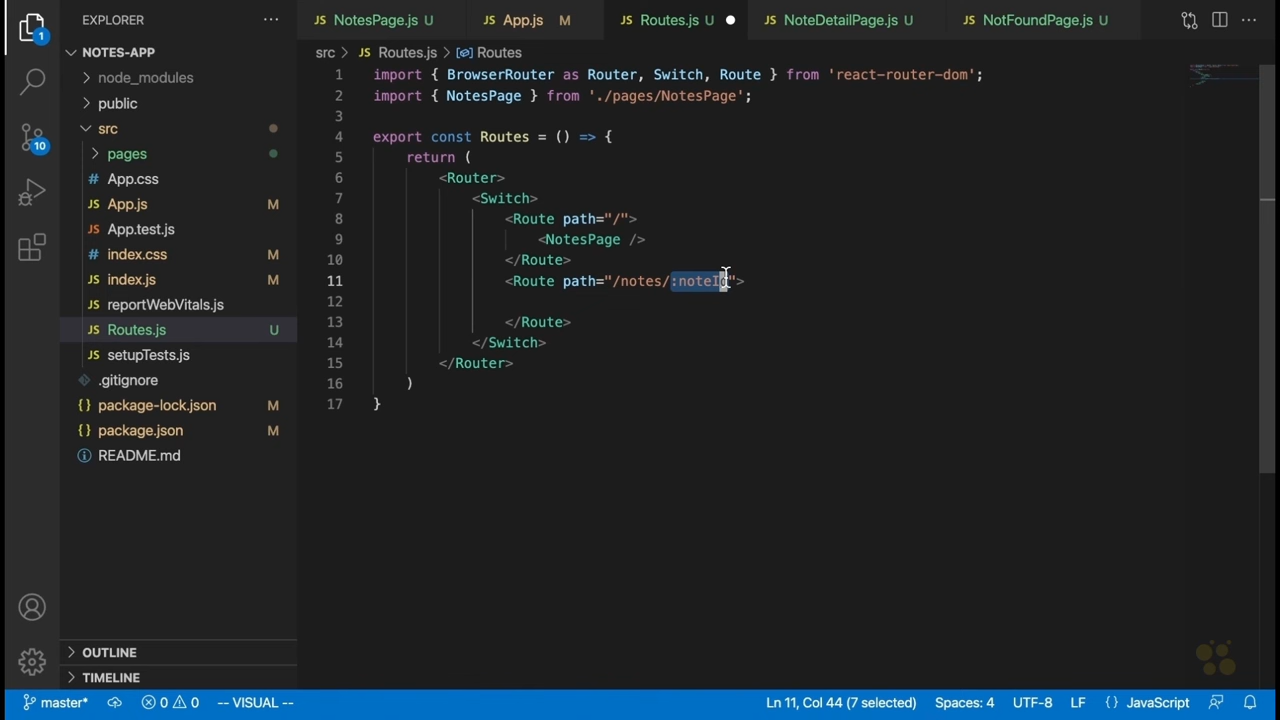 EXPLORER
NotesPage.js U
App.js M
Routes.js U
NoteDetailPage.js U
NotFoundPage.js U
1
NOTES-APP
node_modules
public
src
pages
App.css
App.js M
App.test.js
index.css M
index.js M
reportWebVitals.js
Routes.js U
setupTests.js
.gitignore
package-lock.json M
package.json M
README.md
OUTLINE
TIMELINE
10
src > JS Routes.js > Routes
1 import { BrowserRouter as Router, Switch, Route } from 'react-router-dom';
2 import { NotesPage } from './pages/NotesPage';
3
4 export const Routes = () => {
5 return (
6 <Router>
7 <Switch>
8 <Route path="/">
9 <NotesPage />
10 </Route>
11 <Route path="/notes/:noteId">
12
13 </Route>
14 </Switch>
15 </Router>
16 )
17 }
master* 0 0 -- VISUAL -- Ln 11, Col 44 (7 selected) Spaces: 4 UTF-8 LF {} JavaScript